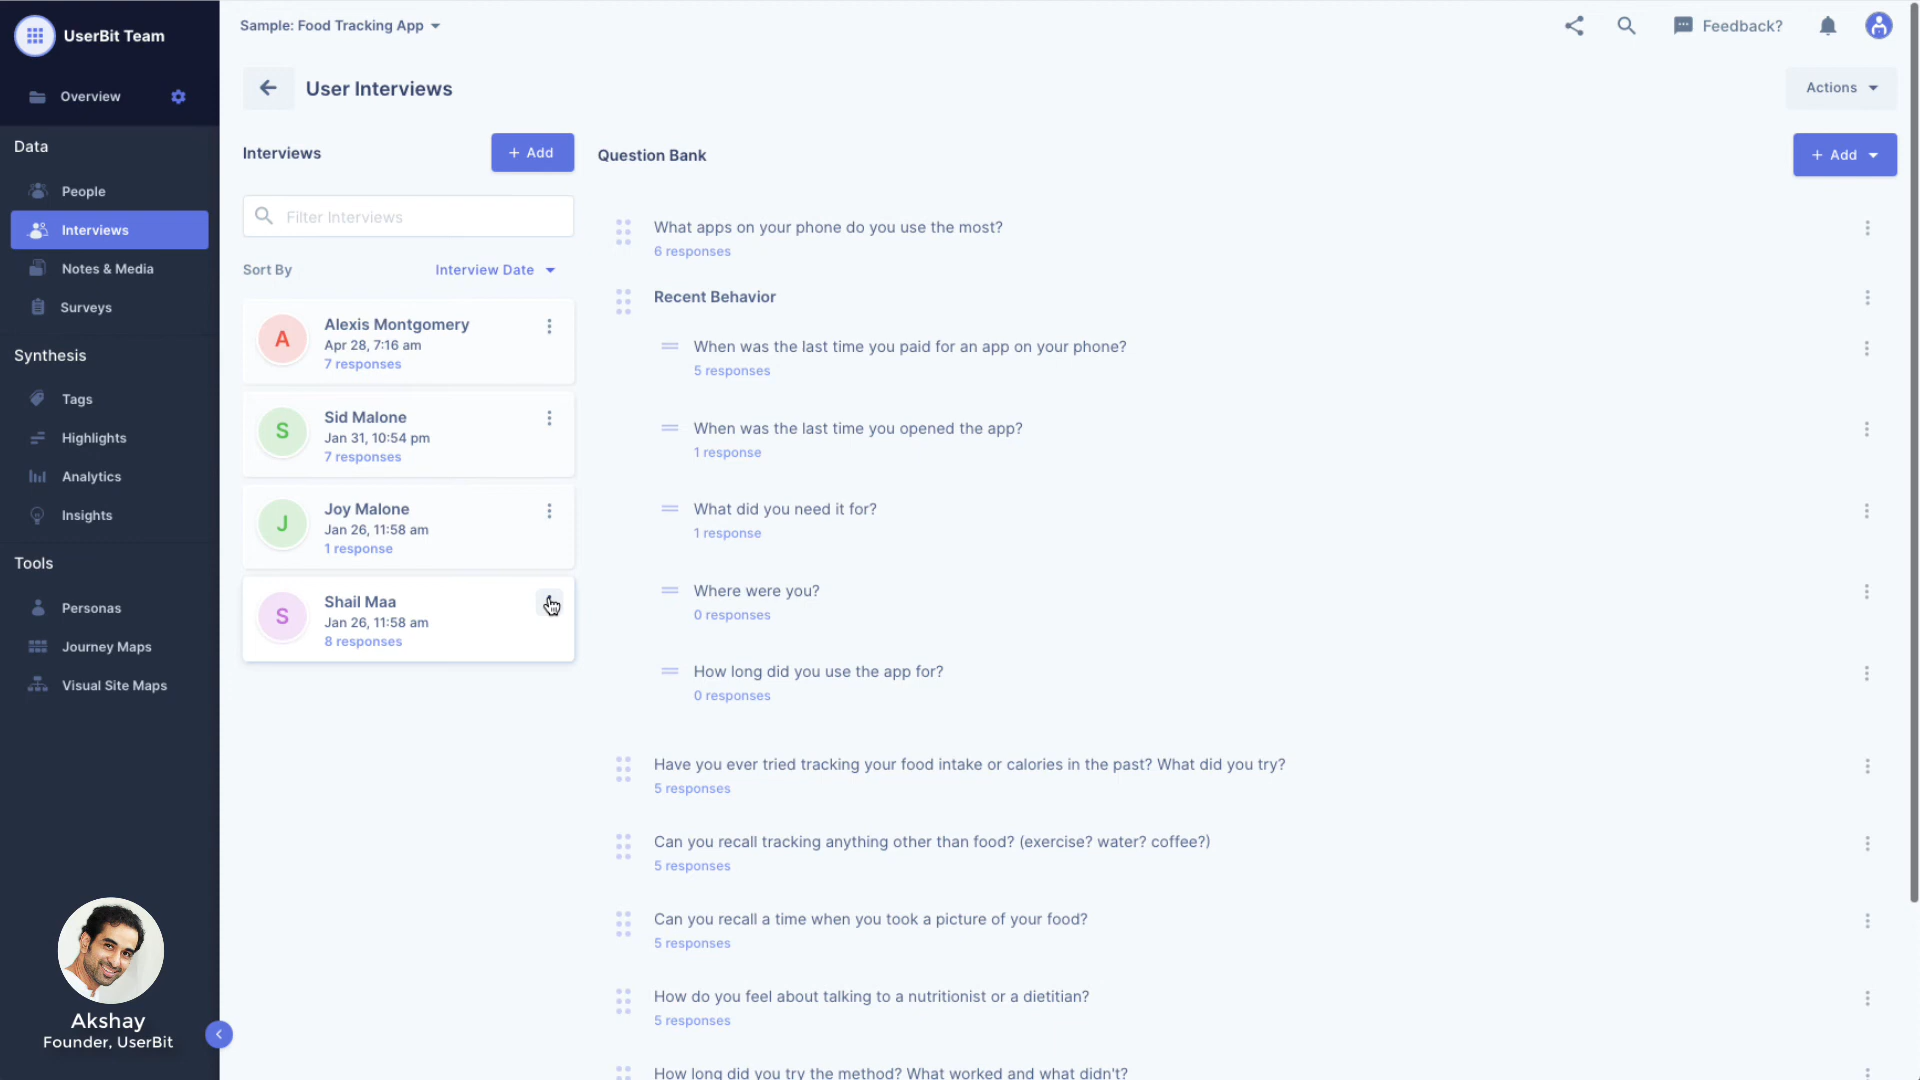 UserBit Team
Overview
Data
People
Interviews
Notes & Media
Surveys
Synthesis
Tags
Highlights
Analytics
Insights
Tools
Personas
Journey Maps
Visual Site Maps
Akshay
Founder, UserBit
Sample: Food Tracking App
Feedback?
User Interviews
Actions
Interviews
+ Add
Filter Interviews
Sort By
Interview Date
A
Alexis Montgomery
Apr 28, 7:16 am
7 responses
S
Sid Malone
Jan 31, 10:54 pm
7 responses
J
Joy Malone
Jan 26, 11:58 am
1 response
S
Shail Maa
Jan 26, 11:58 am
8 responses
Question Bank
+ Add
What apps on your phone do you use the most?
6 responses
Recent Behavior
When was the last time you paid for an app on your phone?
5 responses
When was the last time you opened the app?
1 response
What did you need it for?
1 response
Where were you?
0 responses
How long did you use the app for?
0 responses
Have you ever tried tracking your food intake or calories in the past? What did you try?
5 responses
Can you recall tracking anything other than food? (exercise? water? coffee?)
5 responses
Can you recall a time when you took a picture of your food?
5 responses
How do you feel about talking to a nutritionist or a dietitian?
5 responses
How long did you try the method? What worked and what didn't?